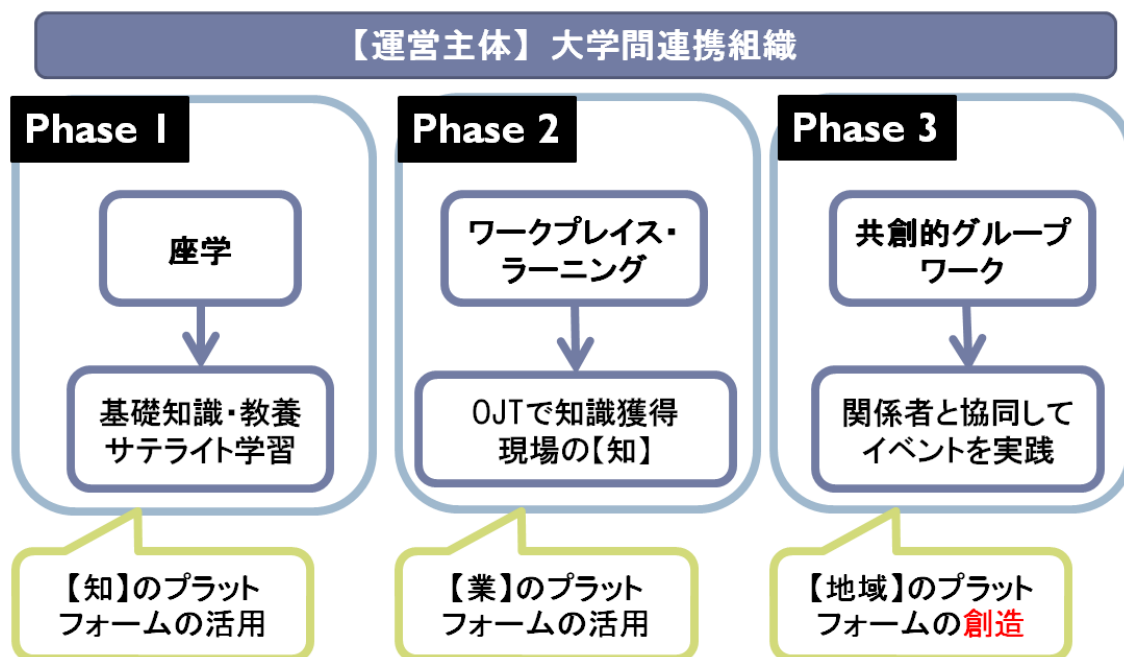 【運営主体】大学間連携組織
Phase 1
座学
基礎知識・教養
サテライト学習
【知】のプラット
フォームの活用
Phase 2
ワークプレイス・
ラーニング
OJTで知識獲得
現場の【知】
【業】のプラット
フォームの活用
Phase 3
共創的グループ
ワーク
関係者と協同して
イベントを実践
【地域】のプラット
フォームの創造